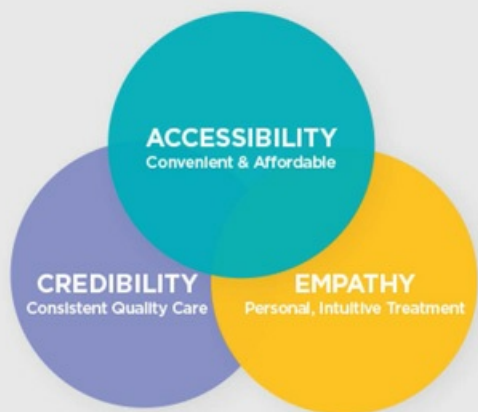 ACCESSIBILITY
Convenient & Affordable
CREDIBILITY
Consistent Quality Care
EMPATHY
Personal, Intuitive Treatment